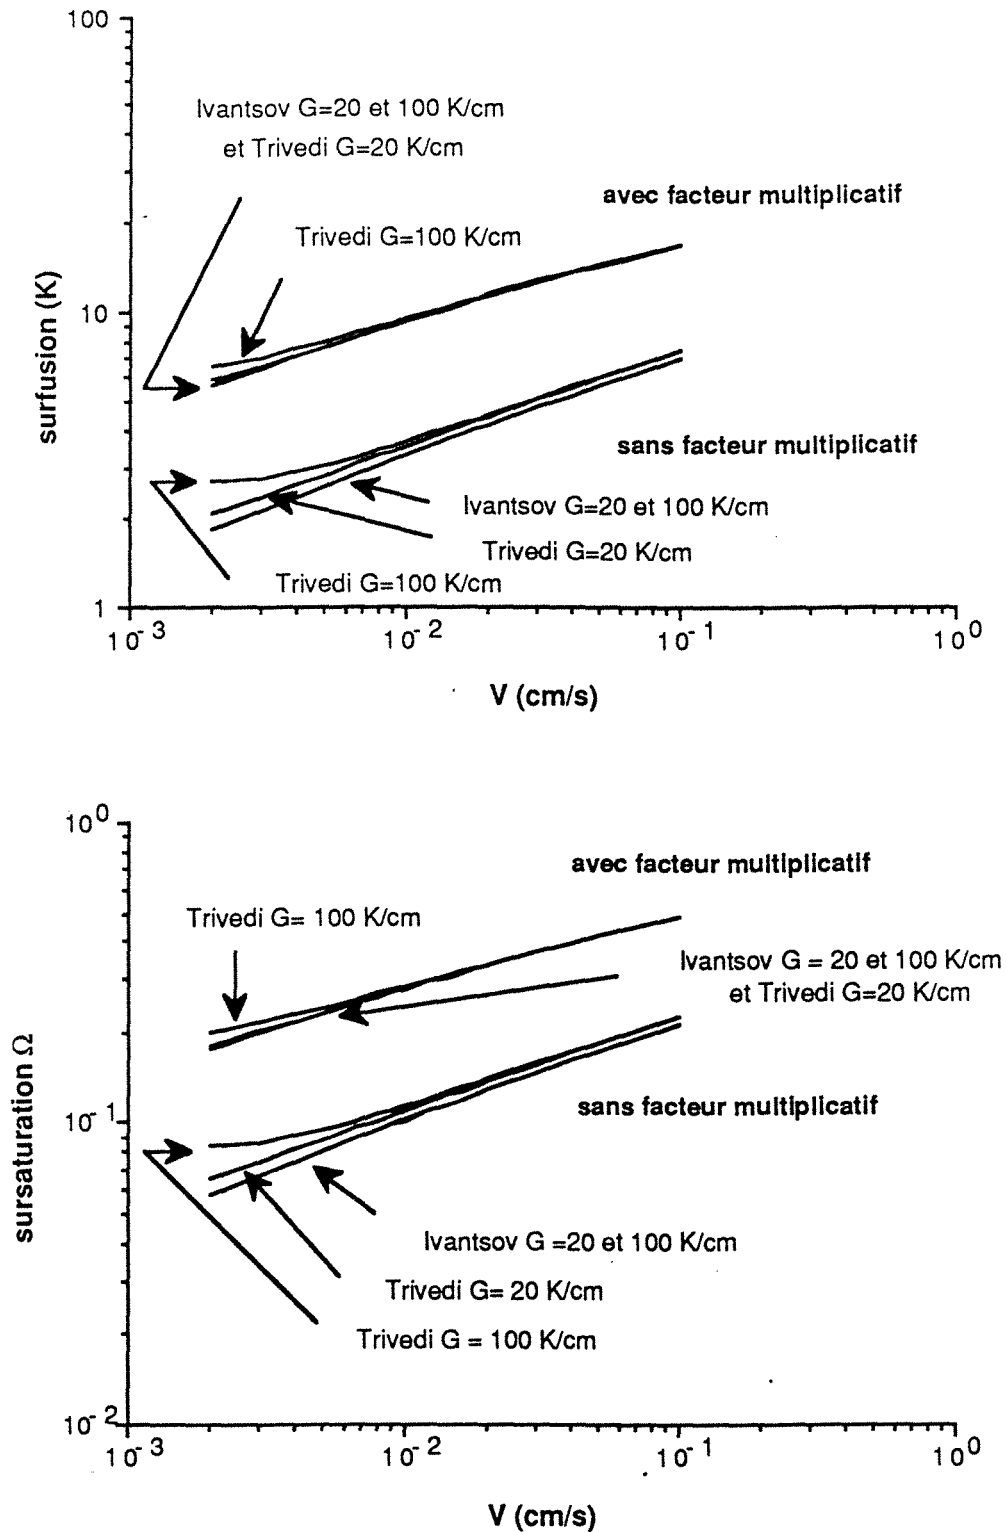 100
Ivantsov G=20 et 100 K/cm
et Trivedi G=20 K/cm
avec facteur multiplicatif
Trivedi G=100 K/cm
10
surfusion (K)
sans facteur multiplicatif
Ivantsov G=20 et 100 K/cm
Trivedi G=20 K/cm
Trivedi G=100 K/cm
1
10⁻³ 10⁻² 10⁻¹ 10⁰
V (cm/s)
10⁰
avec facteur multiplicatif
Trivedi G= 100 K/cm
Ivantsov G = 20 et 100 K/cm
et Trivedi G=20 K/cm
sursaturation Ω
10⁻¹
sans facteur multiplicatif
Ivantsov G =20 et 100 K/cm
Trivedi G= 20 K/cm
Trivedi G = 100 K/cm
10⁻²
10⁻³ 10⁻² 10⁻¹ 10⁰
V (cm/s)